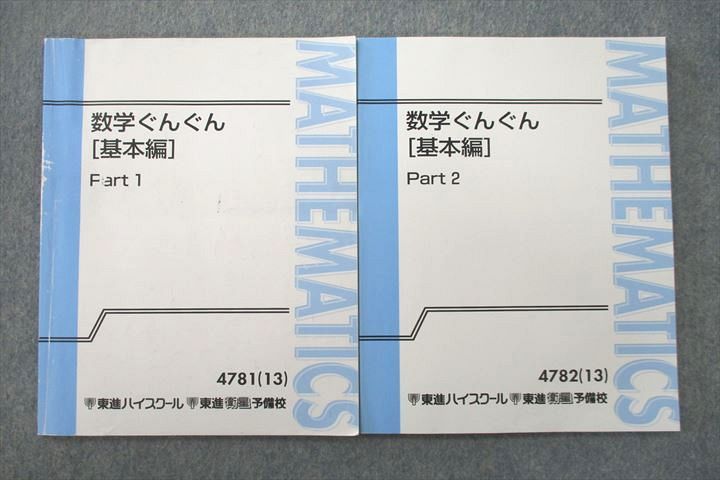 数学ぐんぐん
[基本編]
Part 1
4781(13)
東進ハイスクール 東進衛星予備校
MATHEMATICS
数学ぐんぐん
[基本編]
Part 2
4782(13)
東進ハイスクール 東進衛星予備校
MATHEMATICS